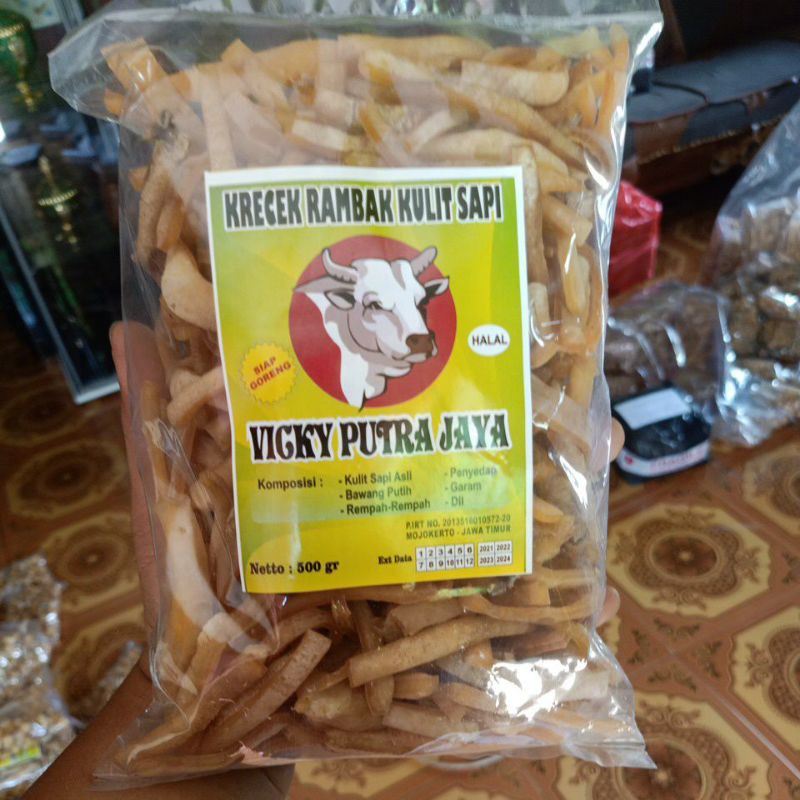 KRECEK RAMBAK KULIT SAPI
HALAL
SIAP
GORENG
VICKY PUTRA JAYA
Komposisi : - Kulit Sapi Asli - Penyedap
- Bawang Putih - Garam
- Rempah-Rempah - Dll
P.IRT NO. 2013516010572-20
MOJOKERTO - JAWA TIMUR
Netto : 500 gr
Ext Data 1 2 3 4 5 6 2021 2022
7 8 9 10 11 12 2023 2024